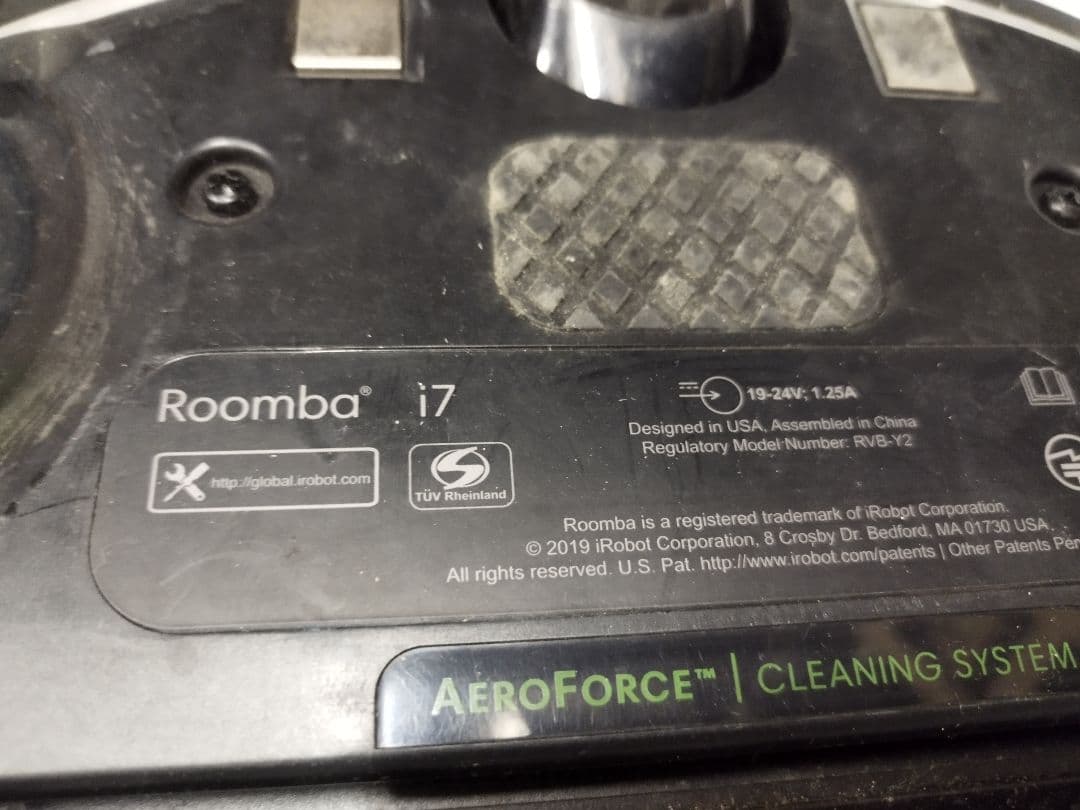 Roomba® i7
19-24V; 1.25A
Designed in USA, Assembled in China
Regulatory Model Number: RVB-Y2
http://global.irobot.com
TÜV Rheinland
Roomba is a registered trademark of iRobot Corporation.
© 2019 iRobot Corporation, 8 Crosby Dr. Bedford, MA 01730 USA.
All rights reserved. U.S. Pat. http://www.irobot.com/patents | Other Patents
AEROFORCE™ | CLEANING SYSTEM